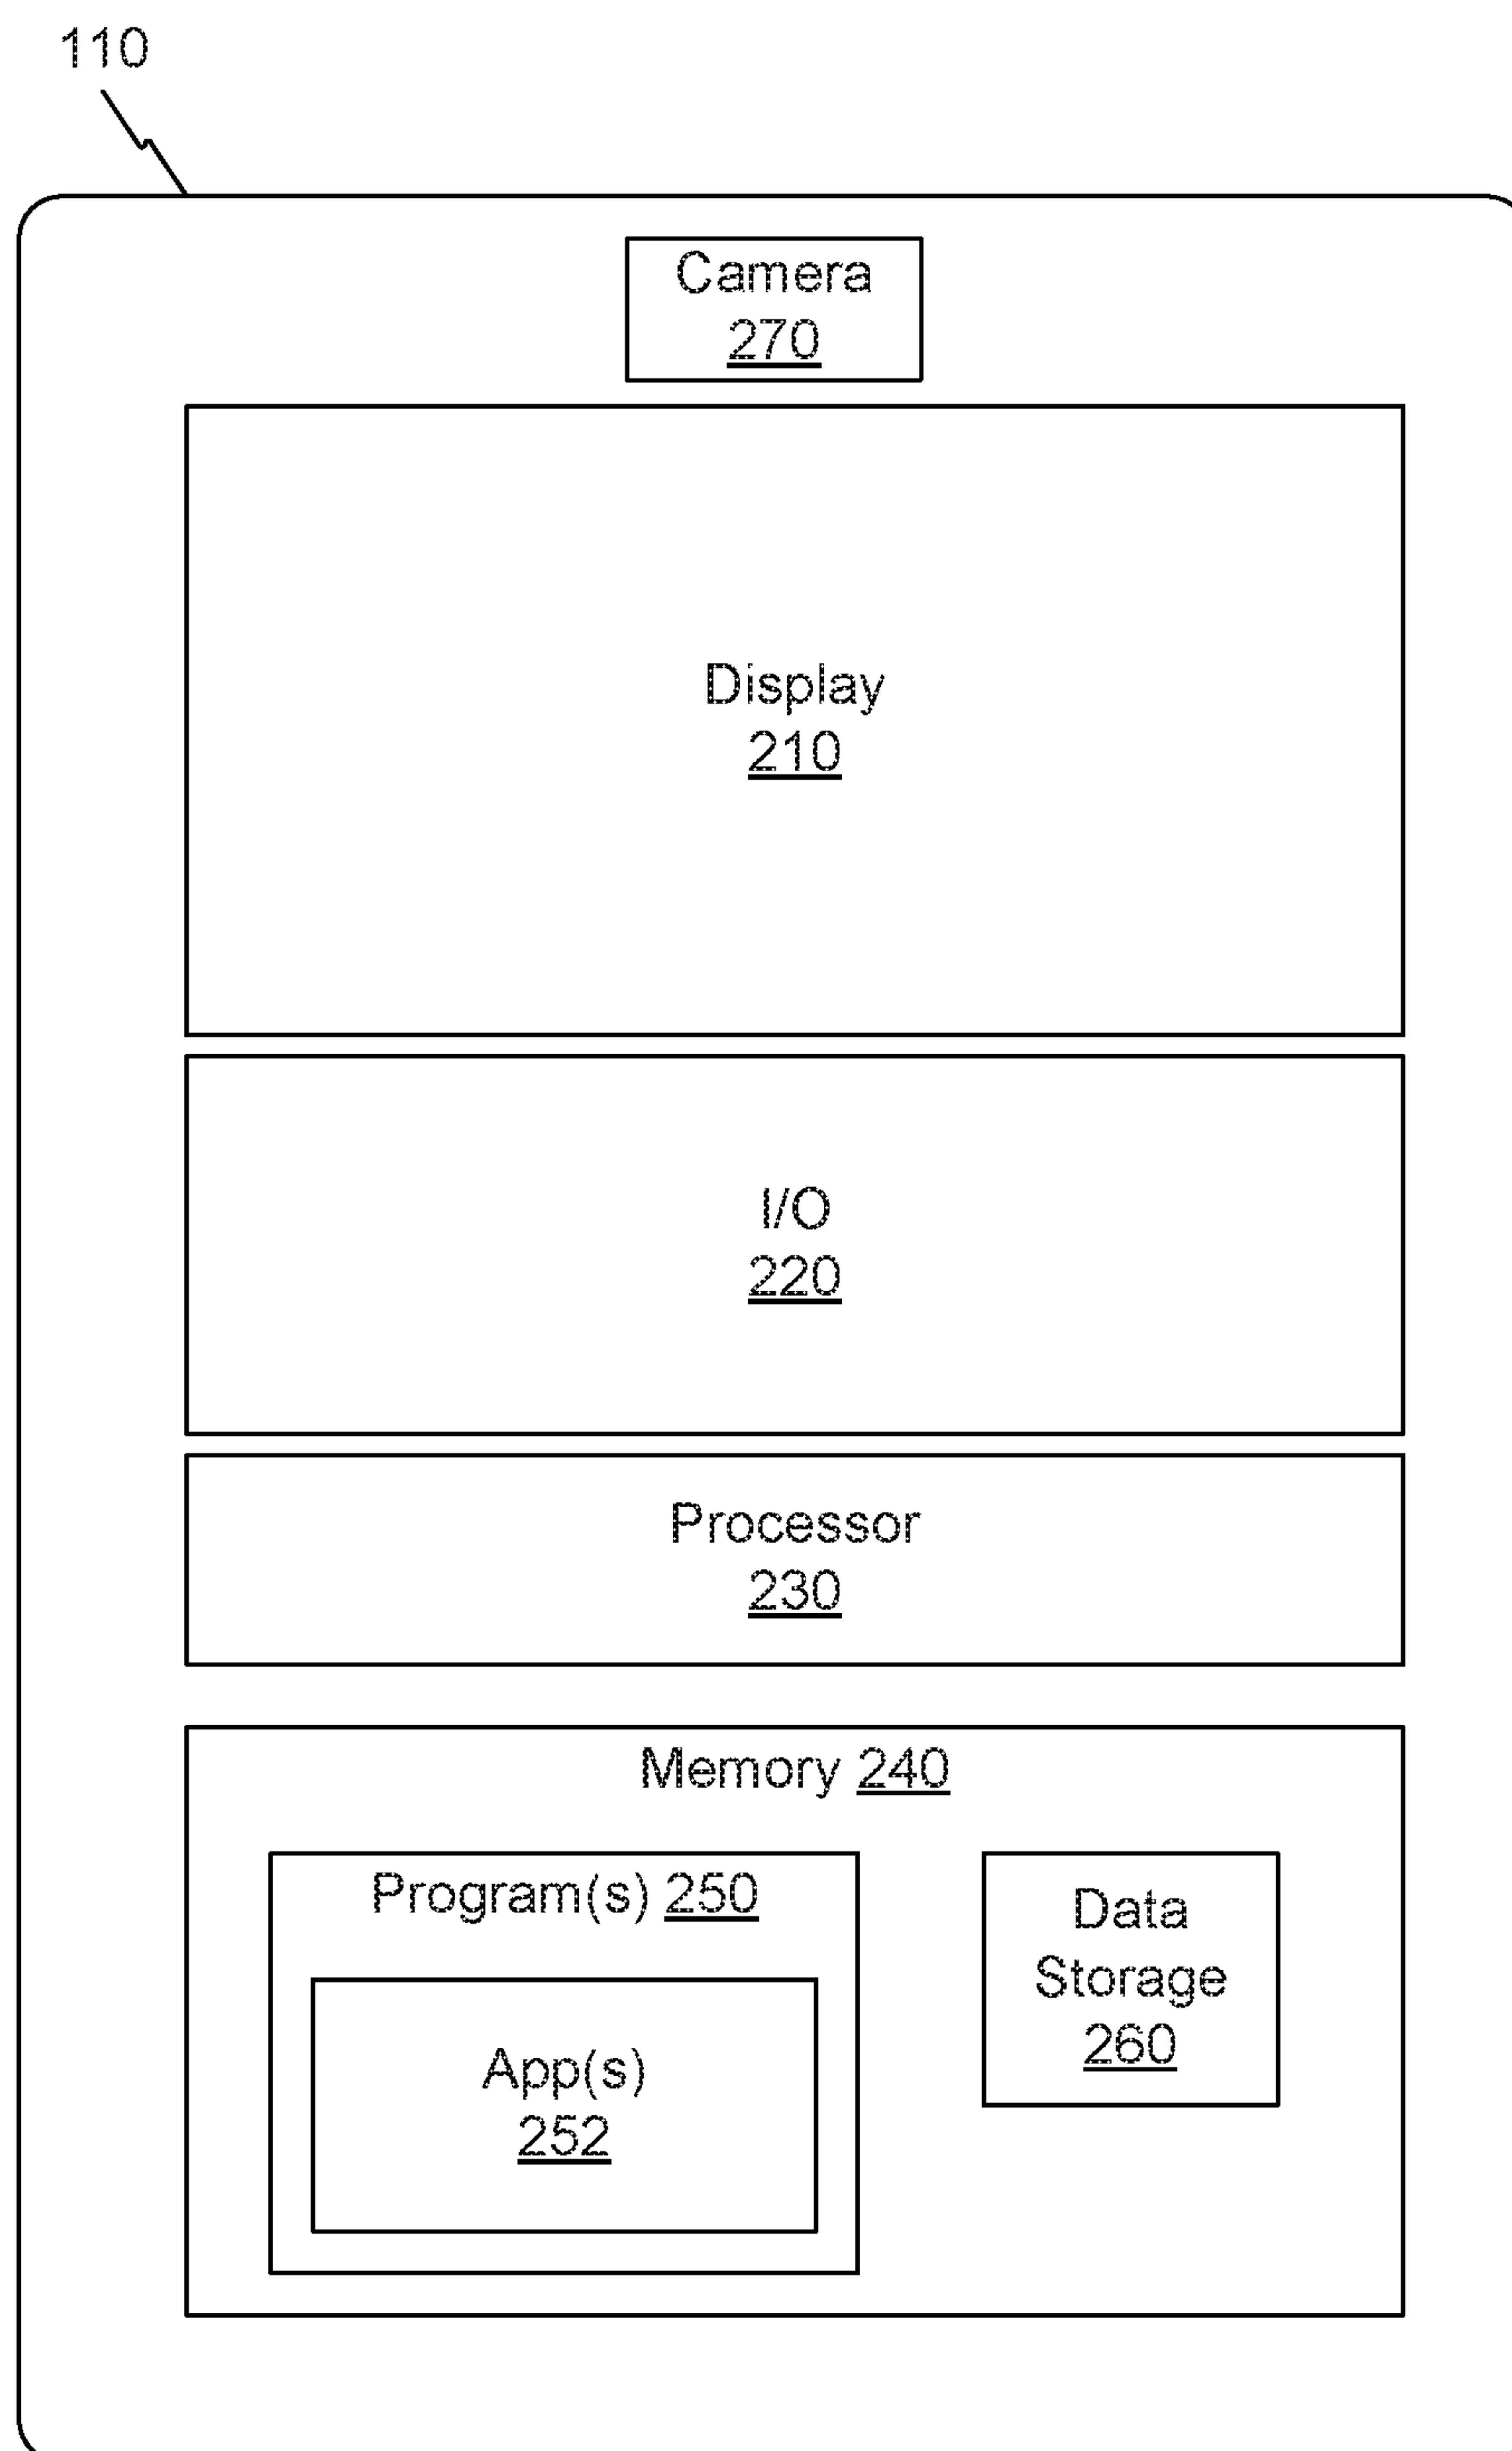 110
Camera
270
Display
210
I/O
220
Processor
230
Memory 240
Program(s) 250
App(s)
252
Data
Storage
260